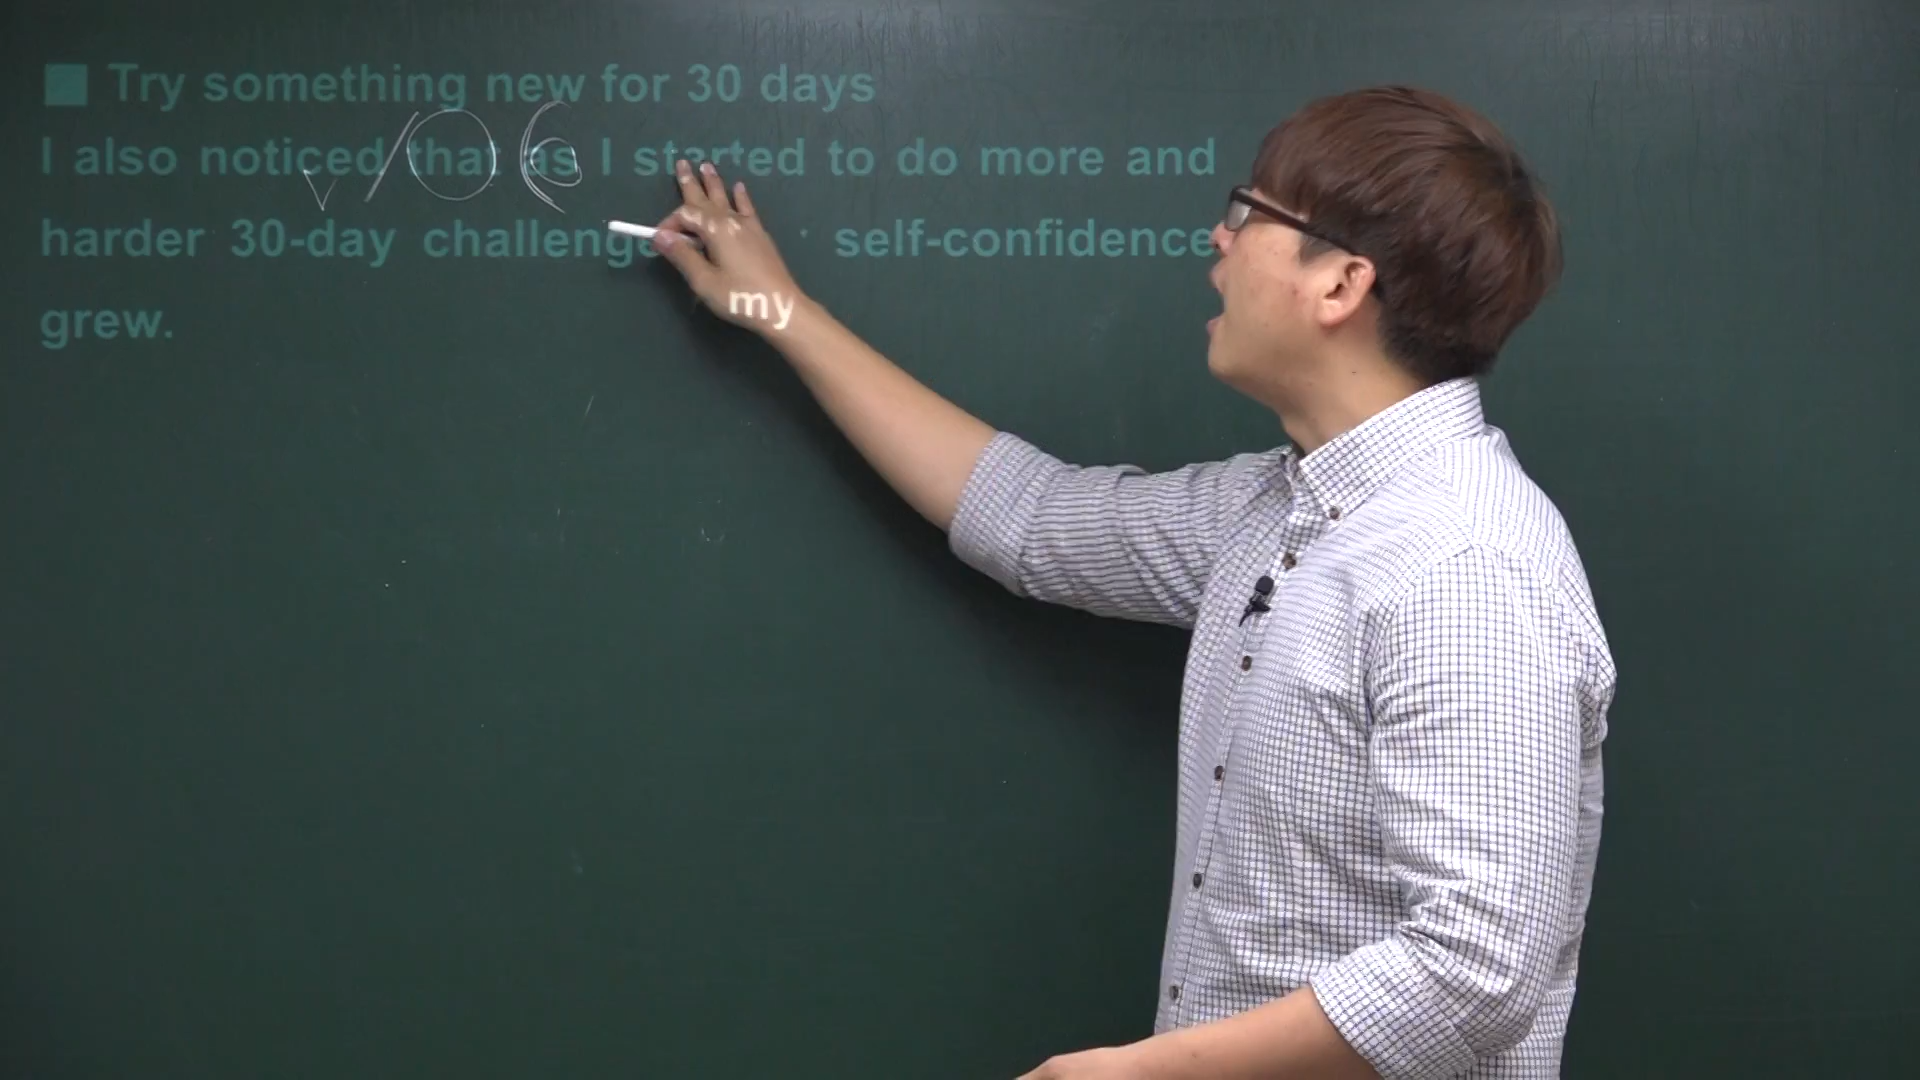 ■ Try something new for 30 days
I also noticed that as I started to do more and
harder 30-day challenge my self-confidence
grew.